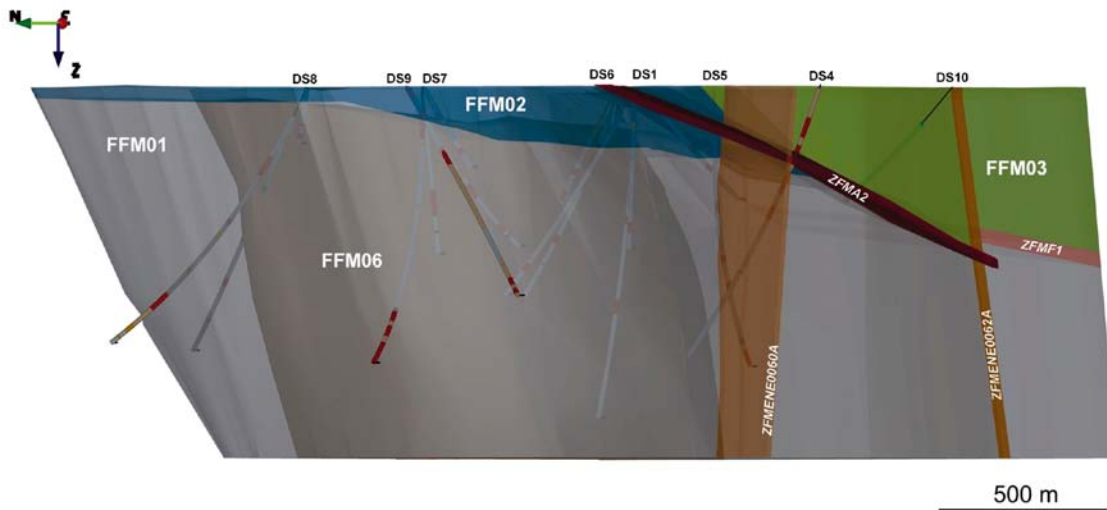 N E
Z
DS8 DS9 DS7 DS6 DS1 DS5 DS4 DS10
FFM02
FFM01
FFM03
ZFMA2
ZFMF1
FFM06
ZFMENE0060A
ZFMENE0062A
500 m